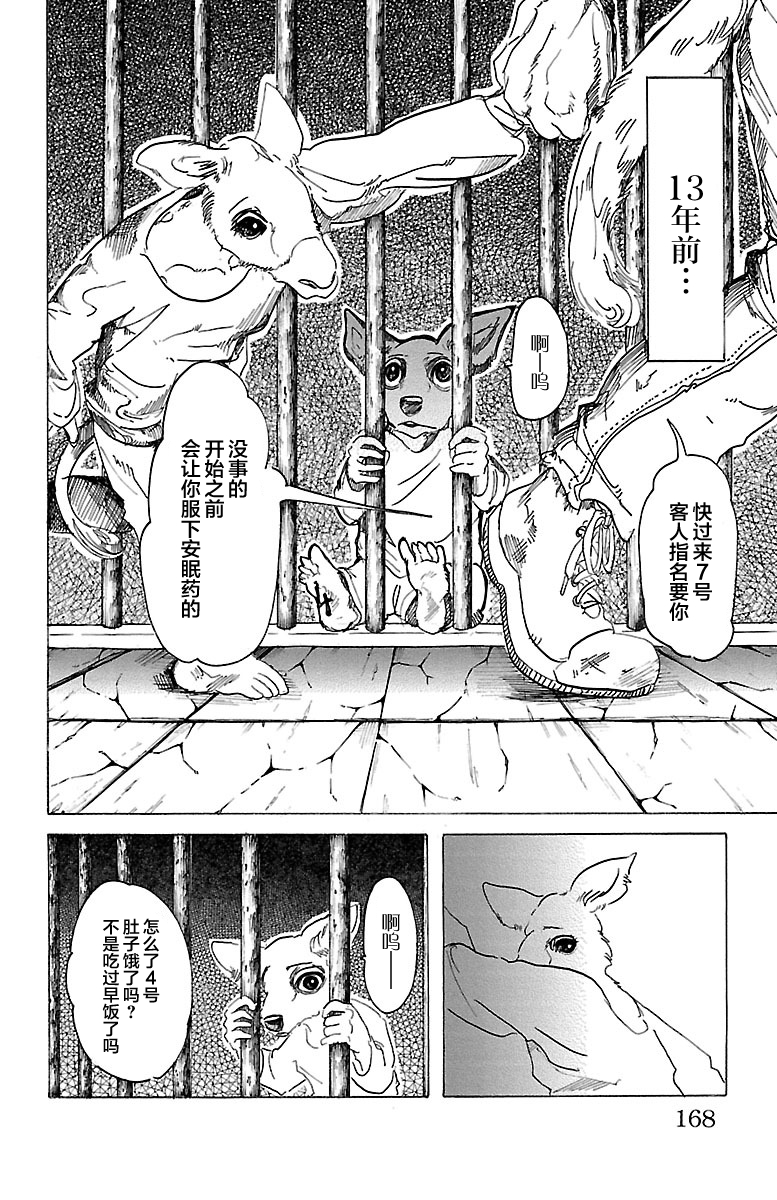 13年前…
快过来7号
客人指名要你
啊—呜
没事的
开始之前
会让你服下安眠药的
4
啊呜——
怎么了4号
肚子饿了吗？
不是吃过早饭了吗
168